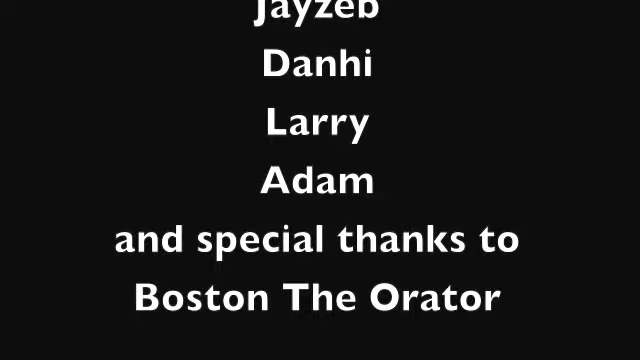 Jayzeb
Danhi
Larry
Adam
and special thanks to
Boston The Orator